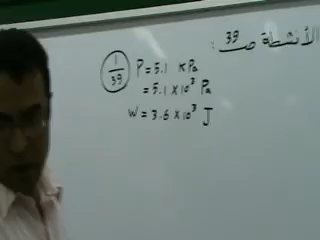 الأنشطة ص 39 :
1/39 P = 5.1 KPa
= 5.1 x 10³ Pa
W = 3.6 x 10³ J